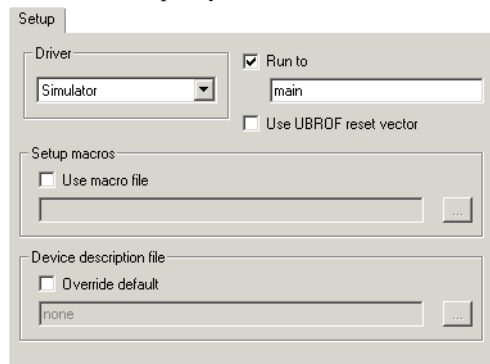 Setup
Driver
Run to
Simulator
main
Use UBROF reset vector
Setup macros
Use macro file
...
Device description file
Override default
none
...